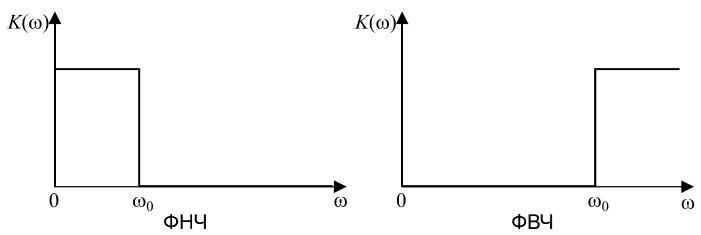 K(ω) K(ω)
0 ω₀ ω 0 ω₀ ω
ФНЧ ФВЧ